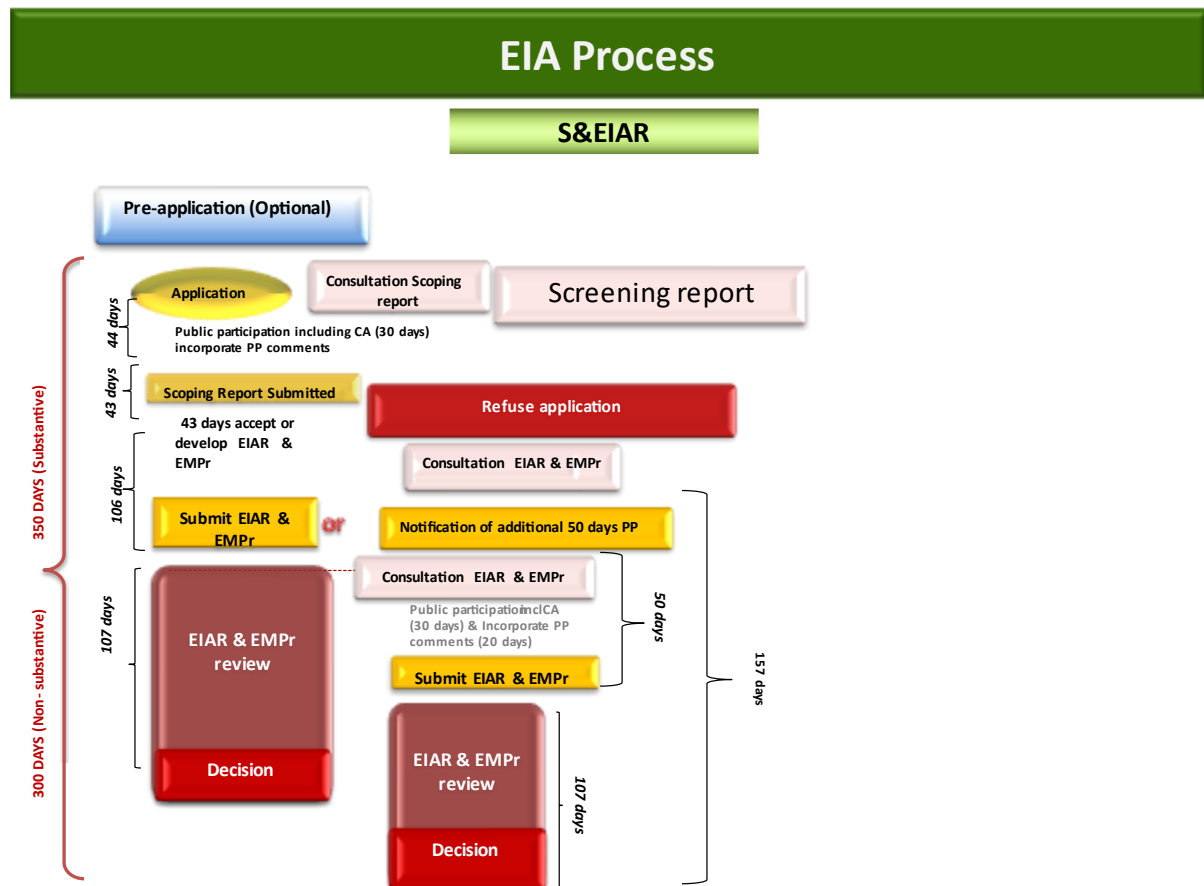 EIA Process
S&EIAR
Pre-application (Optional)
Application
Consultation Scoping
report
Screening report
44 days
Public participation including CA (30 days)
incorporate PP comments
43 days
Scoping Report Submitted
Refuse application
43 days accept or
develop EIAR &
EMPr
Consultation EIAR & EMPr
350 DAYS (Substantive)
106 days
Submit EIAR &
EMPr
or
Notification of additional 50 days PP
Consultation EIAR & EMPr
107 days
Public participationinclCA
(30 days) & Incorporate PP
comments (20 days)
50 days
EIAR & EMPr
review
Submit EIAR & EMPr
157 days
300 DAYS (Non- substantive)
Decision
EIAR & EMPr
review
107 days
Decision